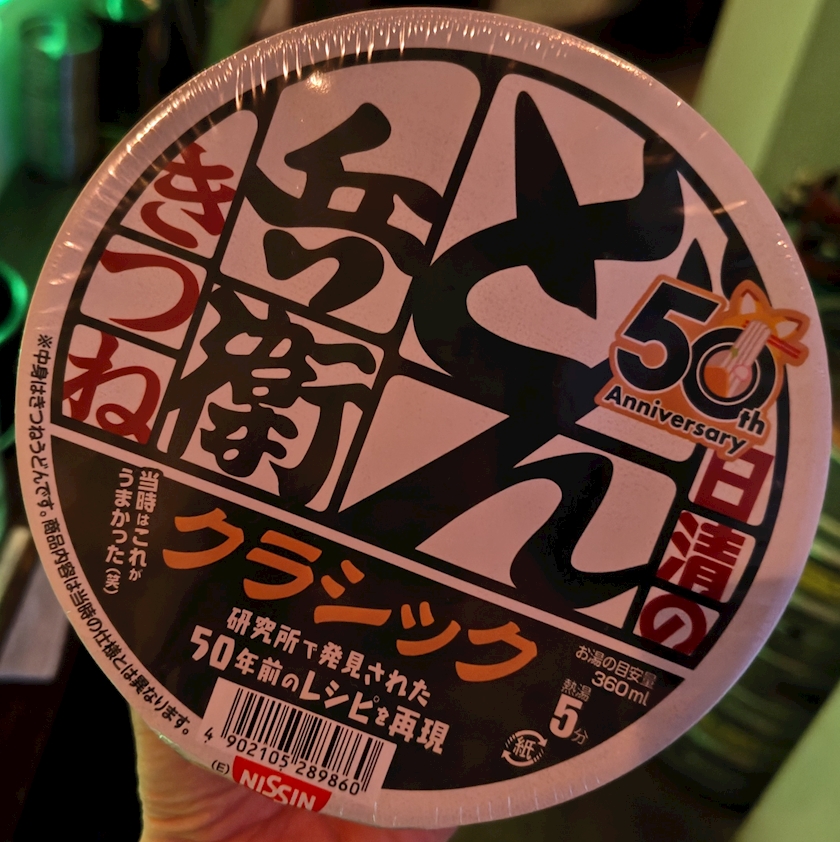 日清の
どん兵衛
きつね
50th
Anniversary
クラシック
当時はこれが
うまかった(笑)
研究所で発見された
50年前のレシピを再現
お湯の目安量
360ml
熱湯
5分
紙
※中身はきつねうどんです。商品内容は当時の仕様とは異なります。
4 902105 289860
(E)
NISSIN